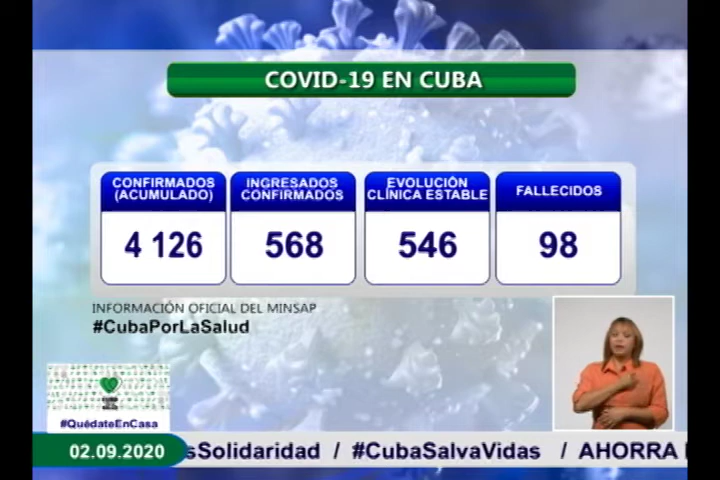 COVID-19 EN CUBA
CONFIRMADOS
(ACUMULADO)
4 126
INGRESADOS
CONFIRMADOS
568
EVOLUCIÓN
CLÍNICA ESTABLE
546
FALLECIDOS
98
INFORMACIÓN OFICIAL DEL MINSAP
#CubaPorLaSalud
#QuédateEnCasa
02.09.2020
sSolidaridad / #CubaSalvaVidas / AHORRA